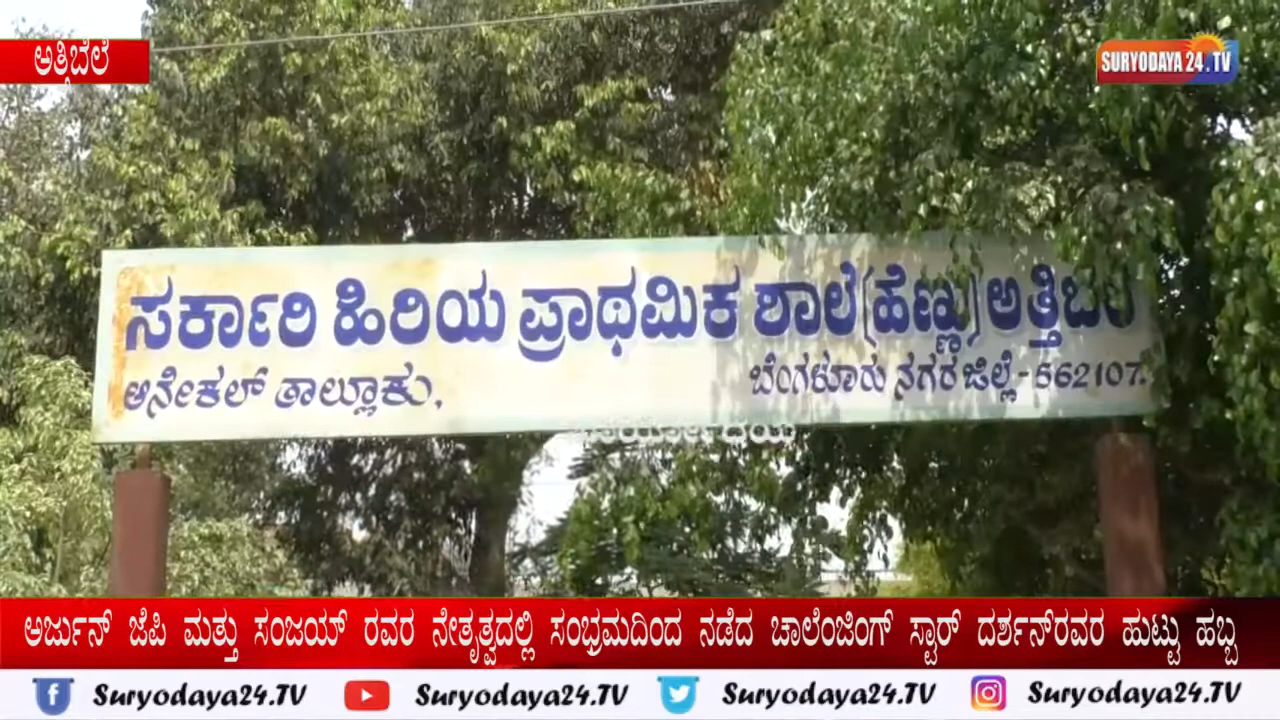 ಅತ್ತಿಬೆಲೆ
SURYODAYA 24.TV
ಸರ್ಕಾರಿ ಹಿರಿಯ ಪ್ರಾಥಮಿಕ ಶಾಲೆ (ಹೆಣ್ಣು) ಅತ್ತಿಬೆಲೆ
ಆನೇಕಲ್ ತಾಲ್ಲೂಕು, ಬೆಂಗಳೂರು ನಗರ ಜಿಲ್ಲೆ-562107.
ಸೂರ್ಯೋದಯ
ಅರ್ಜುನ್ ಜೆಪಿ ಮತ್ತು ಸಂಜಯ್ ರವರ ನೇತೃತ್ವದಲ್ಲಿ ಸಂಭ್ರಮದಿಂದ ನಡೆದ ಚಾಲೆಂಜಿಂಗ್ ಸ್ಟಾರ್ ದರ್ಶನ್‌ರವರ ಹುಟ್ಟು ಹಬ್ಬ
Suryodaya24.TV Suryodaya24.TV Suryodaya24.TV Suryodaya24.TV